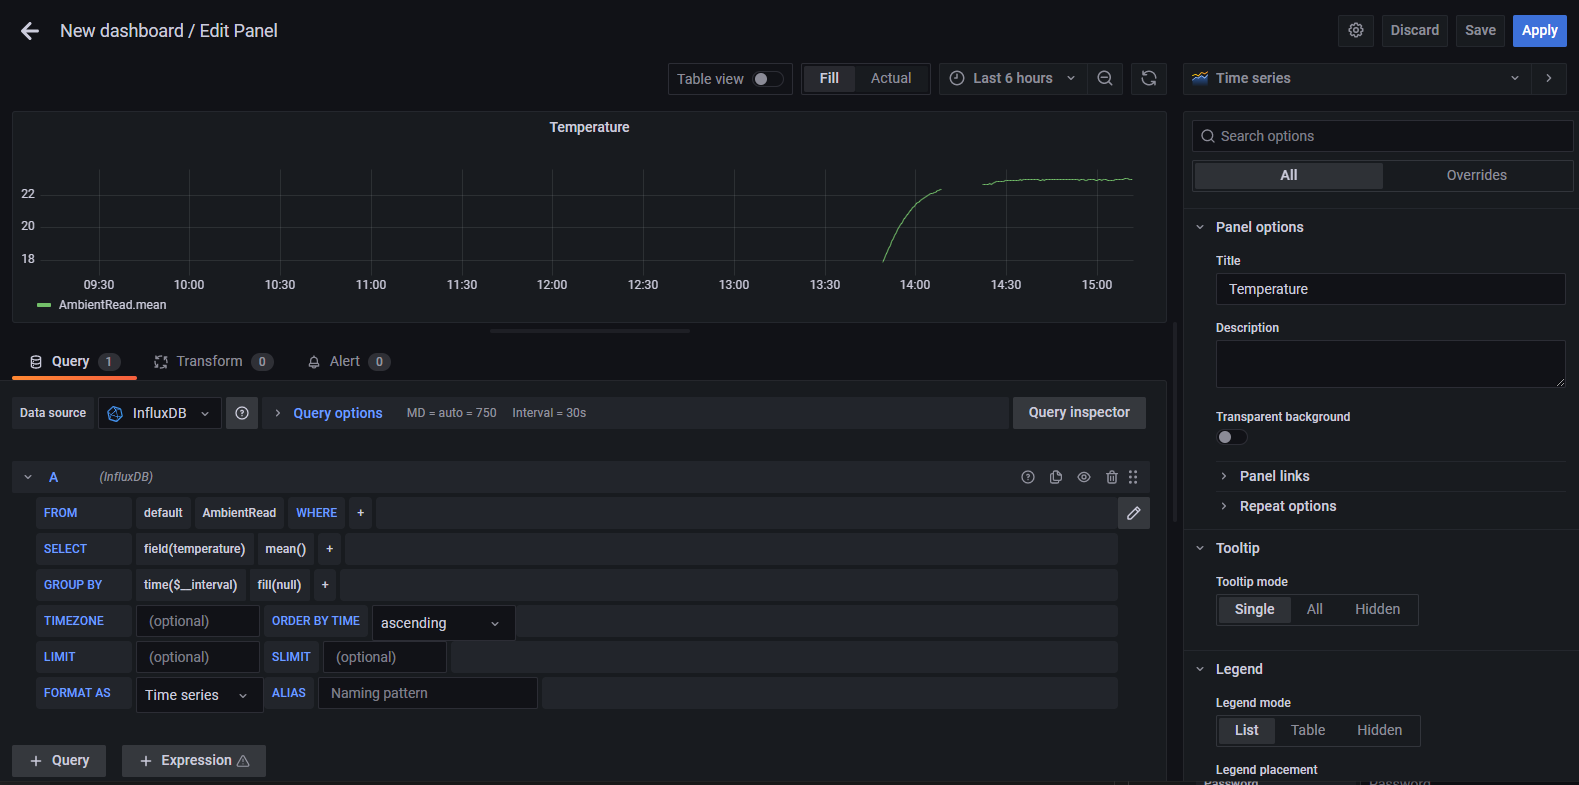 New dashboard / Edit Panel
Discard
Save
Apply
Table view
Fill
Actual
Last 6 hours
Time series
Temperature
22
20
18
09:30
10:00
10:30
11:00
11:30
12:00
12:30
13:00
13:30
14:00
14:30
15:00
AmbientRead.mean
Query 1
Transform 0
Alert 0
Data source
InfluxDB
Query options
MD = auto = 750
Interval = 30s
Query inspector
A
(InfluxDB)
FROM default AmbientRead WHERE +
SELECT field(temperature) mean() +
GROUP BY time($__interval) fill(null) +
TIMEZONE (optional) ORDER BY TIME ascending
LIMIT (optional) SLIMIT (optional)
FORMAT AS Time series ALIAS Naming pattern
+ Query
+ Expression
Search options
All
Overrides
Panel options
Title
Temperature
Description
Transparent background
Panel links
Repeat options
Tooltip
Tooltip mode
Single All Hidden
Legend
Legend mode
List Table Hidden
Legend placement
Password Password